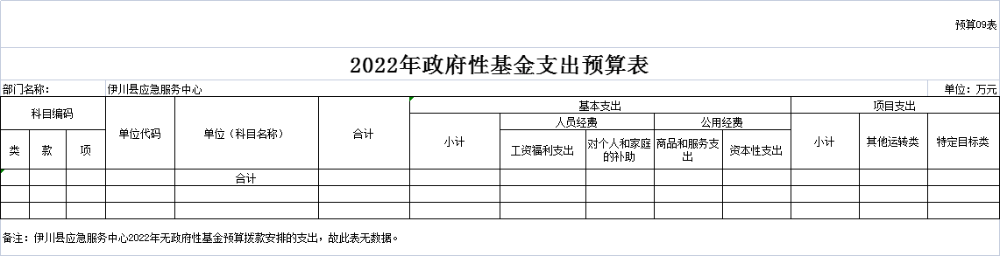 预算09表
2022年政府性基金支出预算表
部门名称： 伊川县应急服务中心 单位：万元
科目编码 单位代码 单位（科目名称） 合计 基本支出 项目支出
人员经费 公用经费
类 款 项 小计 工资福利支出 对个人和家庭的补助 商品和服务支出 资本性支出 小计 其他运转类 特定目标类
合计
备注：伊川县应急服务中心2022年无政府性基金预算拨款安排的支出，故此表无数据。